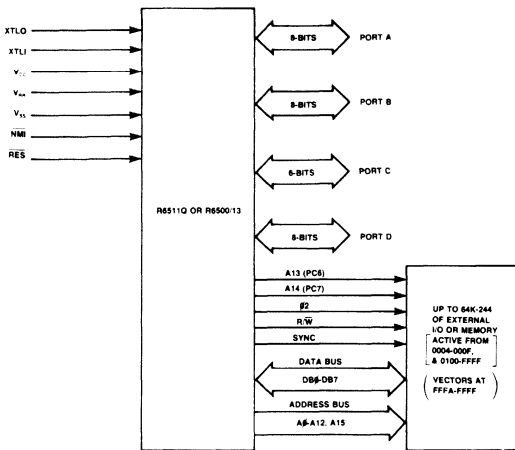 XTLO
XTLI
VCC
VRR
VSS
NMI
RES
R6511Q OR R6500/13
8-BITS
PORT A
8-BITS
PORT B
6-BITS
PORT C
8-BITS
PORT D
A13 (PC6)
A14 (PC7)
Ø2
R/W
SYNC
DATA BUS
DBØ-DB7
ADDRESS BUS
AØ-A12, A15
UP TO 64K-244
OF EXTERNAL
I/O OR MEMORY
ACTIVE FROM
0004-000F,
& 0100-FFFF
VECTORS AT
FFFA-FFFF